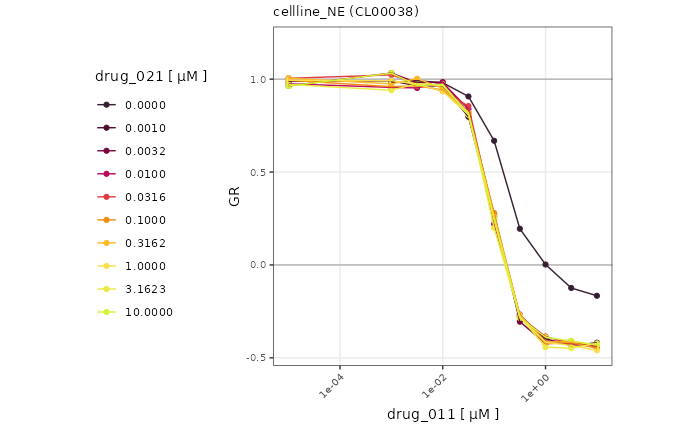 cellline_NE (CL00038)
drug_021 [ µM ]
0.0000
0.0010
0.0032
0.0100
0.0316
0.1000
0.3162
1.0000
3.1623
10.0000
GR
1.0
0.5
0.0
-0.5
1e-04
1e-02
1e+00
drug_011 [ µM ]